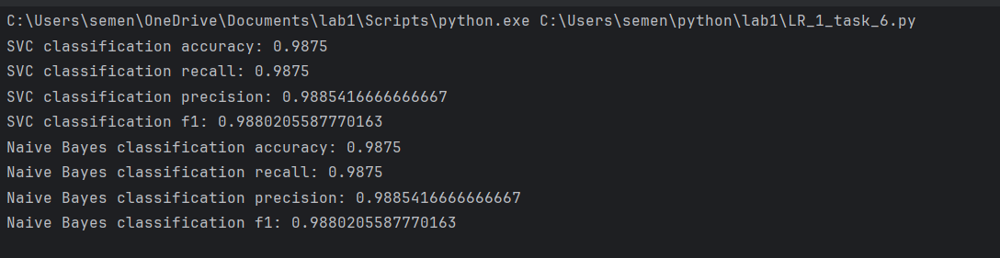 C:\Users\semen\OneDrive\Documents\lab1\Scripts\python.exe C:\Users\semen\python\lab1\LR_1_task_6.py
SVC classification accuracy: 0.9875
SVC classification recall: 0.9875
SVC classification precision: 0.9885416666666667
SVC classification f1: 0.9880205587770163
Naive Bayes classification accuracy: 0.9875
Naive Bayes classification recall: 0.9875
Naive Bayes classification precision: 0.9885416666666667
Naive Bayes classification f1: 0.9880205587770163